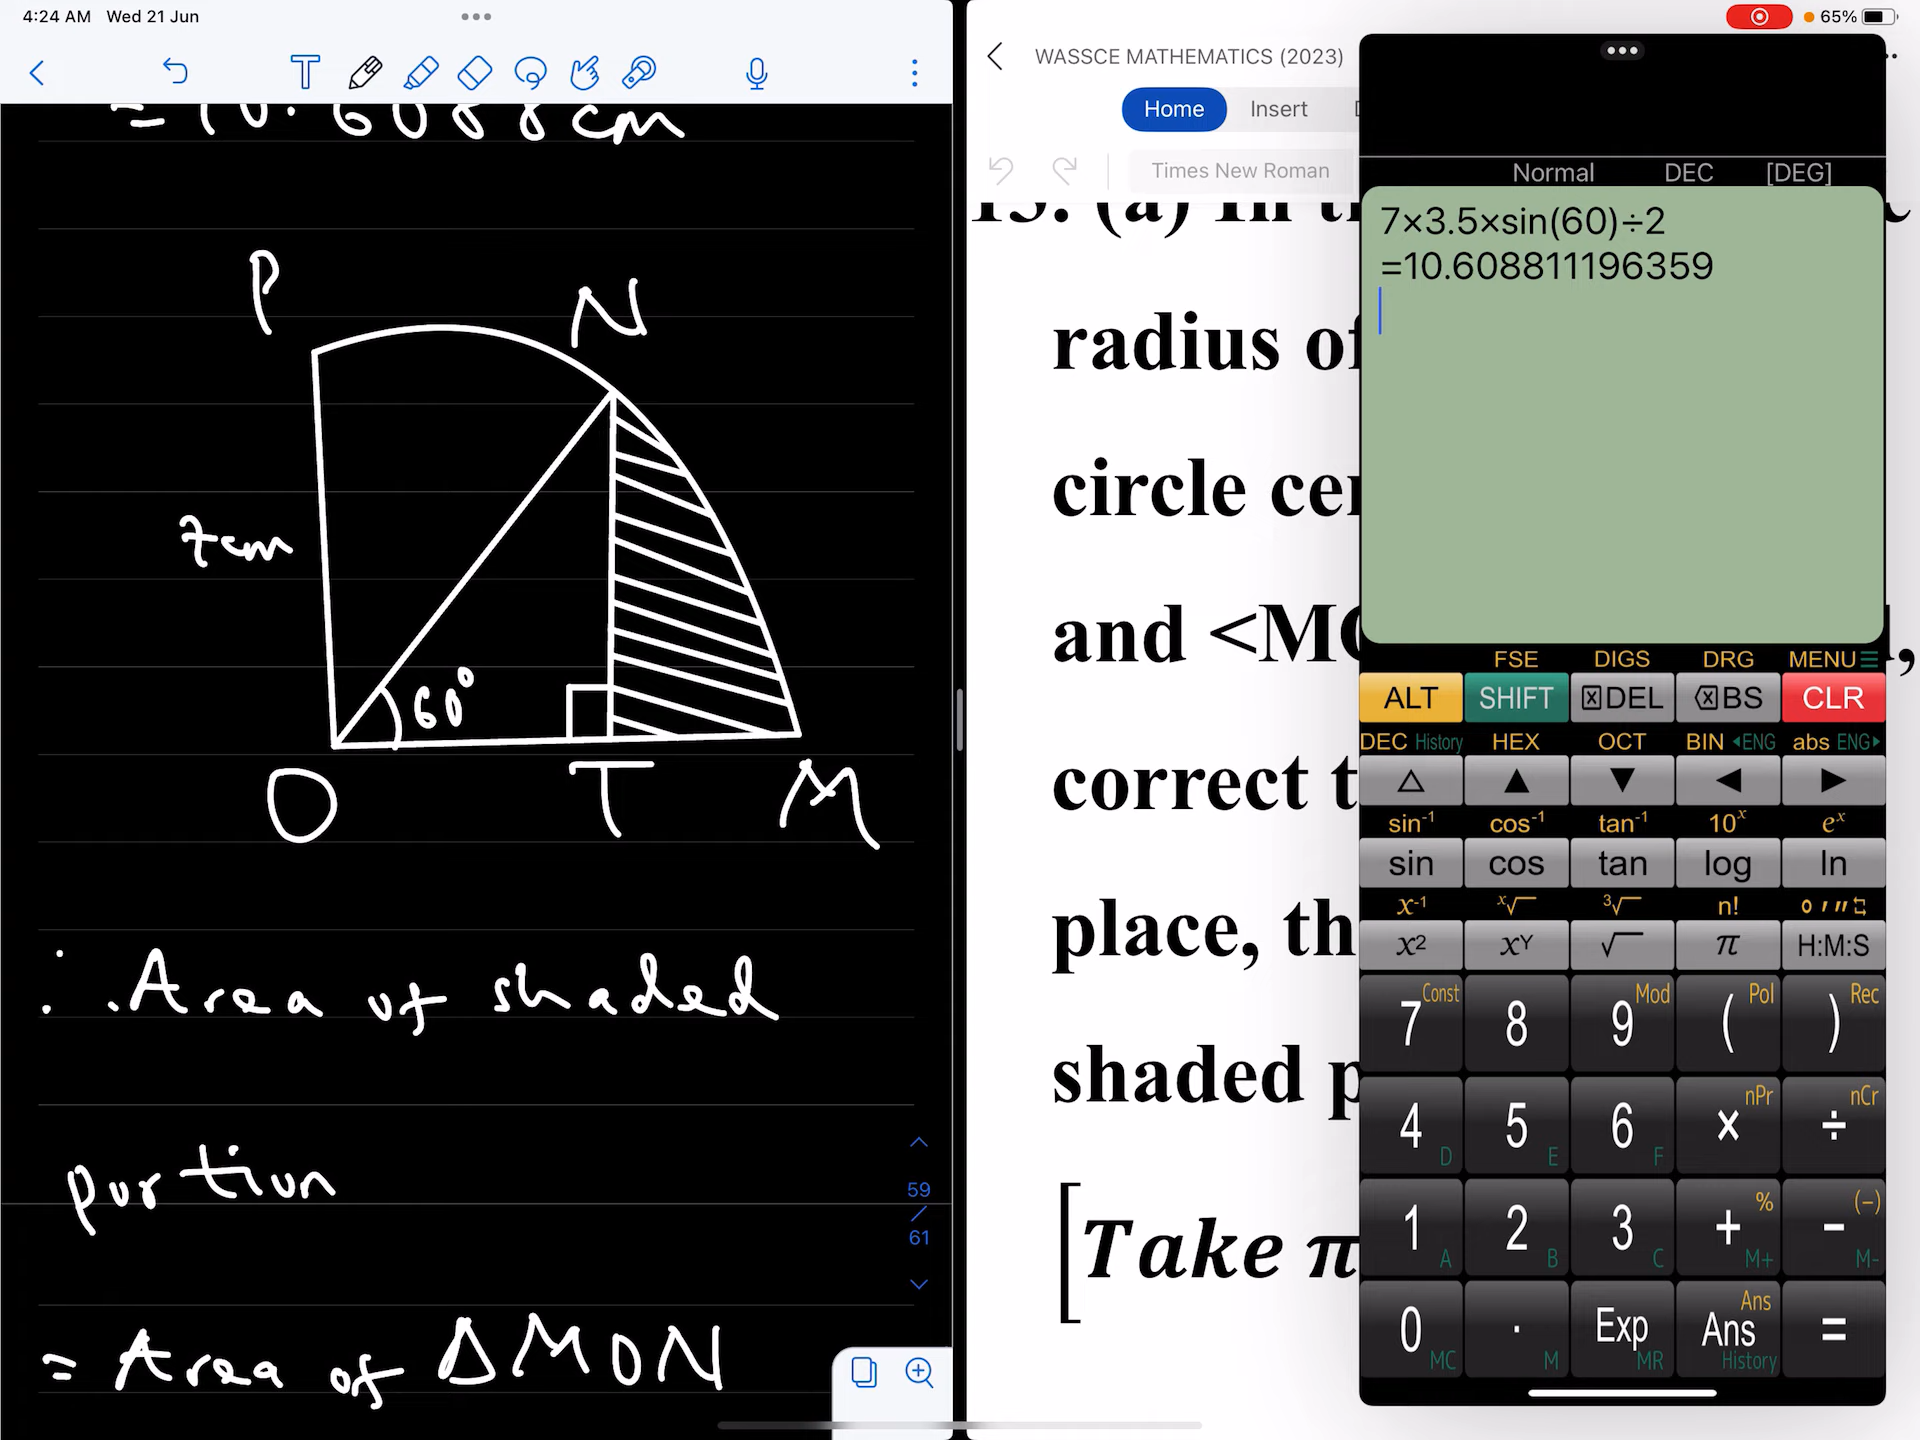 4:24 AM Wed 21 Jun
= 10.6088cm
P
N
7cm
60°
O
T
M
∴ Area of shaded
portion
= Area of ΔMON
59
/
61
65%
WASSCE MATHEMATICS (2023)
Home Insert
Times New Roman
13. (a) In
radius of
circle
and <M
correct t
place, th
shaded p
[Take π
Normal DEC [DEG]
7×3.5×sin(60)÷2
=10.608811196359
FSE DIGS DRG MENU
ALT SHIFT DEL BS CLR
DEC History HEX OCT BIN ◂ENG abs ENG▸
△ ▲ ▼ ◀ ▶
sin⁻¹ cos⁻¹ tan⁻¹ 10ˣ eˣ
sin cos tan log ln
x⁻¹ ˣ√ ³√ n! o ı ıı
x² xʸ √ π H:M:S
Const Mod Pol Rec
7 8 9 ( )
nPr nCr
4 5 6 × ÷
D E F
% (−)
1 2 3 + −
A B C M+ M-
Ans
0 . Exp Ans =
MC M MR History